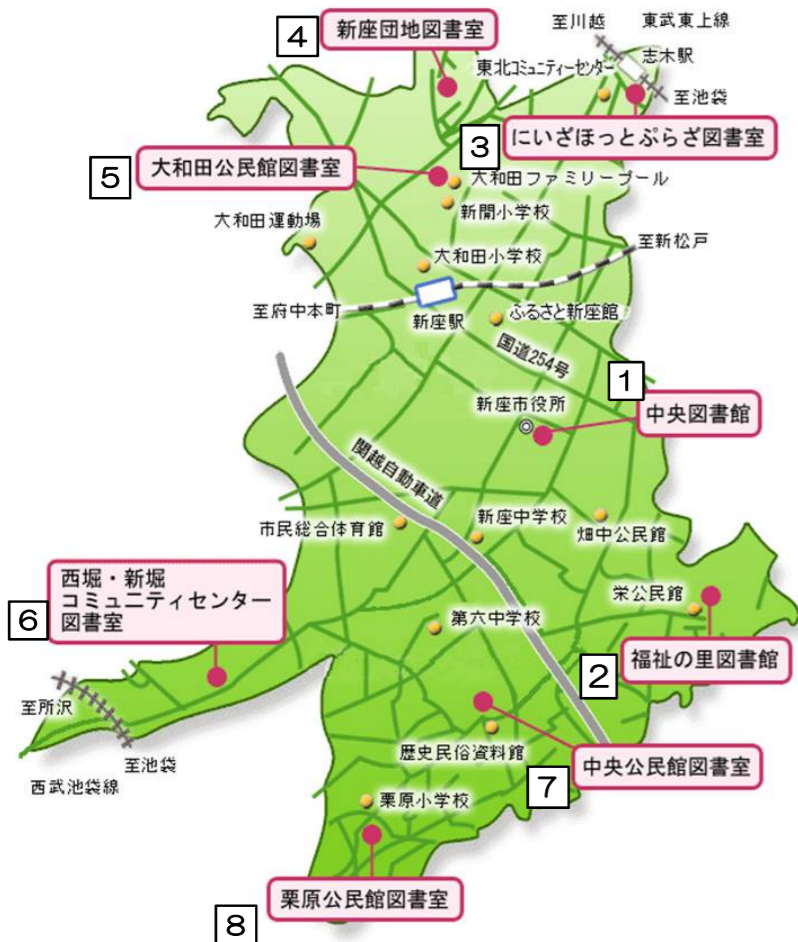 4
新座団地図書室
至川越
東武東上線
志木駅
東北コミュニティーセンター
至池袋
3
にいざほっとぷらざ図書室
5
大和田公民館図書室
大和田ファミリープール
新開小学校
大和田運動場
大和田小学校
至新松戸
至府中本町
新座駅
ふるさと新座館
国道254号
1
新座市役所
中央図書館
関越自動車道
市民総合体育館
新座中学校
畑中公民館
6
西堀・新堀
コミュニティセンター
図書室
栄公民館
第六中学校
2
福祉の里図書館
至所沢
至池袋
西武池袋線
歴史民俗資料館
7
中央公民館図書室
栗原小学校
8
栗原公民館図書室